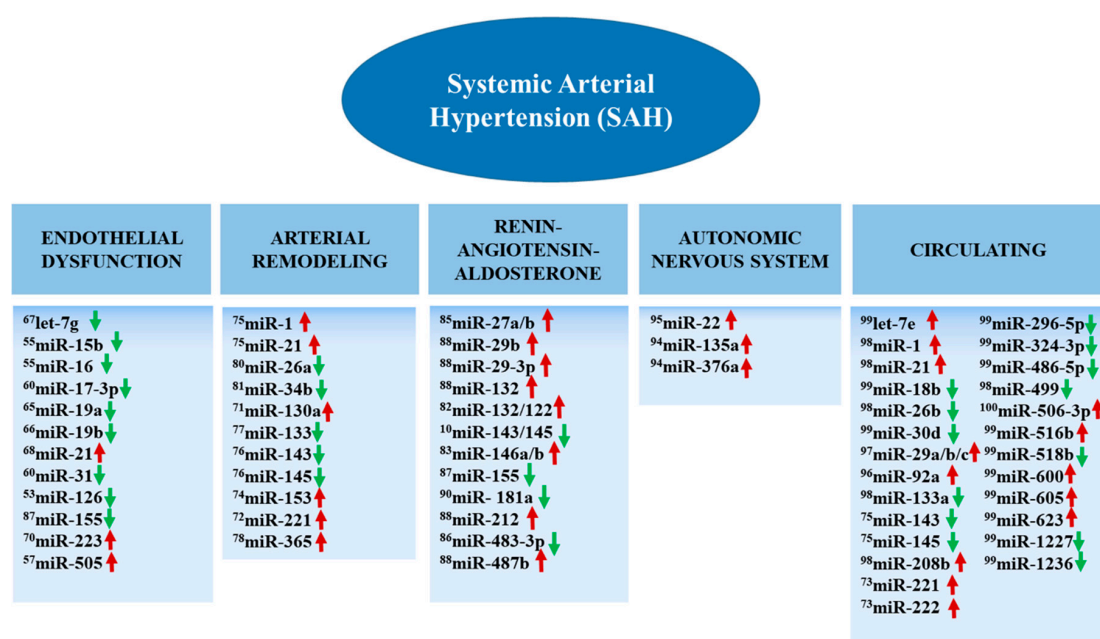 Systemic Arterial
Hypertension (SAH)
ENDOTHELIAL
DYSFUNCTION
⁶⁷let-7g ↓
⁵⁵miR-15b ↓
⁵⁵miR-16 ↓
⁶⁰miR-17-3p ↓
⁶⁵miR-19a ↓
⁶⁶miR-19b ↓
⁶⁸miR-21 ↑
⁶⁰miR-31 ↓
⁵³miR-126 ↓
⁸⁷miR-155 ↓
⁷⁰miR-223 ↑
⁵⁷miR-505 ↑
ARTERIAL
REMODELING
⁷⁵miR-1 ↑
⁷⁵miR-21 ↑
⁸⁰miR-26a ↓
⁸¹miR-34b ↓
⁷¹miR-130a ↑
⁷⁷miR-133 ↓
⁷⁶miR-143 ↓
⁷⁶miR-145 ↓
⁷⁴miR-153 ↑
⁷²miR-221 ↑
⁷⁸miR-365 ↑
RENIN-
ANGIOTENSIN-
ALDOSTERONE
⁸⁵miR-27a/b ↑
⁸⁸miR-29b ↑
⁸⁸miR-29-3p ↑
⁸⁸miR-132 ↑
⁸²miR-132/122 ↑
¹⁰miR-143/145 ↓
⁸³miR-146a/b ↑
⁸⁷miR-155 ↓
⁹⁰miR- 181a ↓
⁸⁸miR-212 ↑
⁸⁶miR-483-3p ↓
⁸⁸miR-487b ↑
AUTONOMIC
NERVOUS SYSTEM
⁹⁵miR-22 ↑
⁹⁴miR-135a ↑
⁹⁴miR-376a ↑
CIRCULATING
⁹⁹let-7e ↑
⁹⁸miR-1 ↑
⁹⁸miR-21 ↑
⁹⁹miR-18b ↓
⁹⁸miR-26b ↓
⁹⁹miR-30d ↓
⁹⁷miR-29a/b/c ↑
⁹⁶miR-92a ↑
⁹⁸miR-133a ↓
⁷⁵miR-143 ↓
⁷⁵miR-145 ↓
⁹⁸miR-208b ↑
⁷³miR-221 ↑
⁷³miR-222 ↑
⁹⁹miR-296-5p ↓
⁹⁹miR-324-3p ↓
⁹⁹miR-486-5p ↓
⁹⁸miR-499 ↓
¹⁰⁰miR-506-3p ↑
⁹⁹miR-516b ↑
⁹⁹miR-518b ↓
⁹⁹miR-600 ↑
⁹⁹miR-605 ↑
⁹⁹miR-623 ↑
⁹⁹miR-1227 ↓
⁹⁹miR-1236 ↓